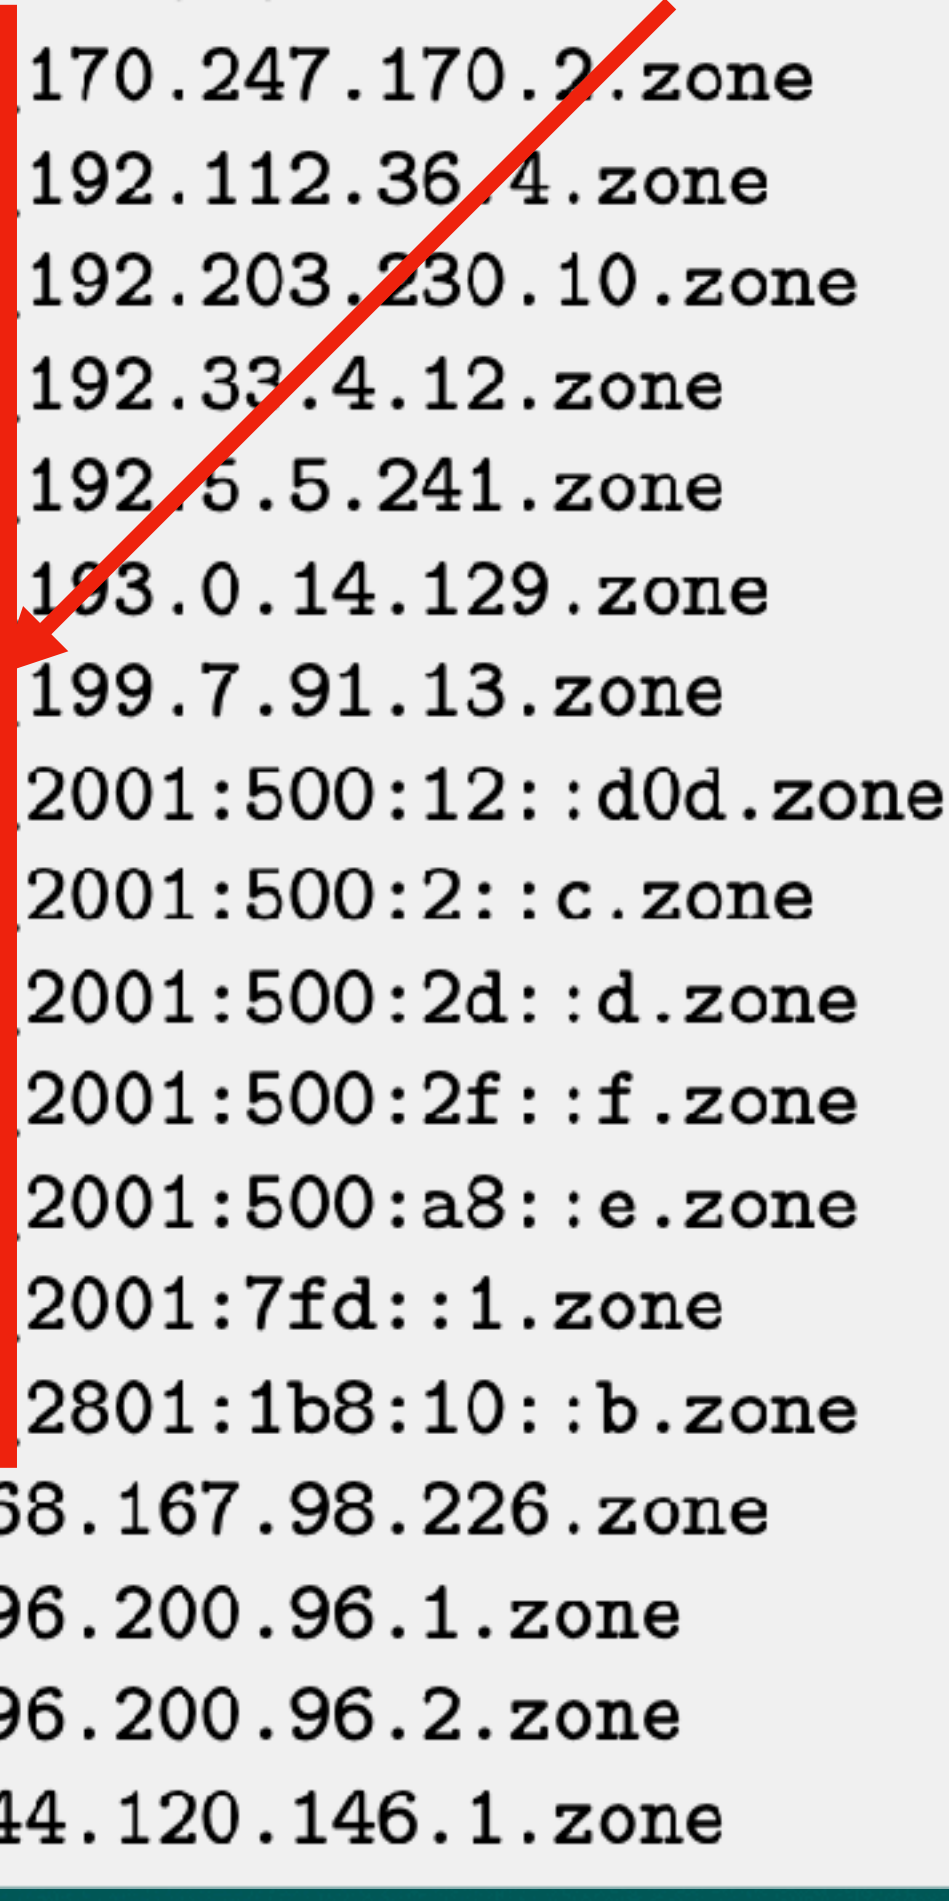 170.247.170.2.zone
192.112.36.4.zone
192.203.230.10.zone
192.33.4.12.zone
192.5.5.241.zone
193.0.14.129.zone
199.7.91.13.zone
2001:500:12::d0d.zone
2001:500:2::c.zone
2001:500:2d::d.zone
2001:500:2f::f.zone
2001:500:a8::e.zone
2001:7fd::1.zone
2801:1b8:10::b.zone
68.167.98.226.zone
96.200.96.1.zone
96.200.96.2.zone
44.120.146.1.zone